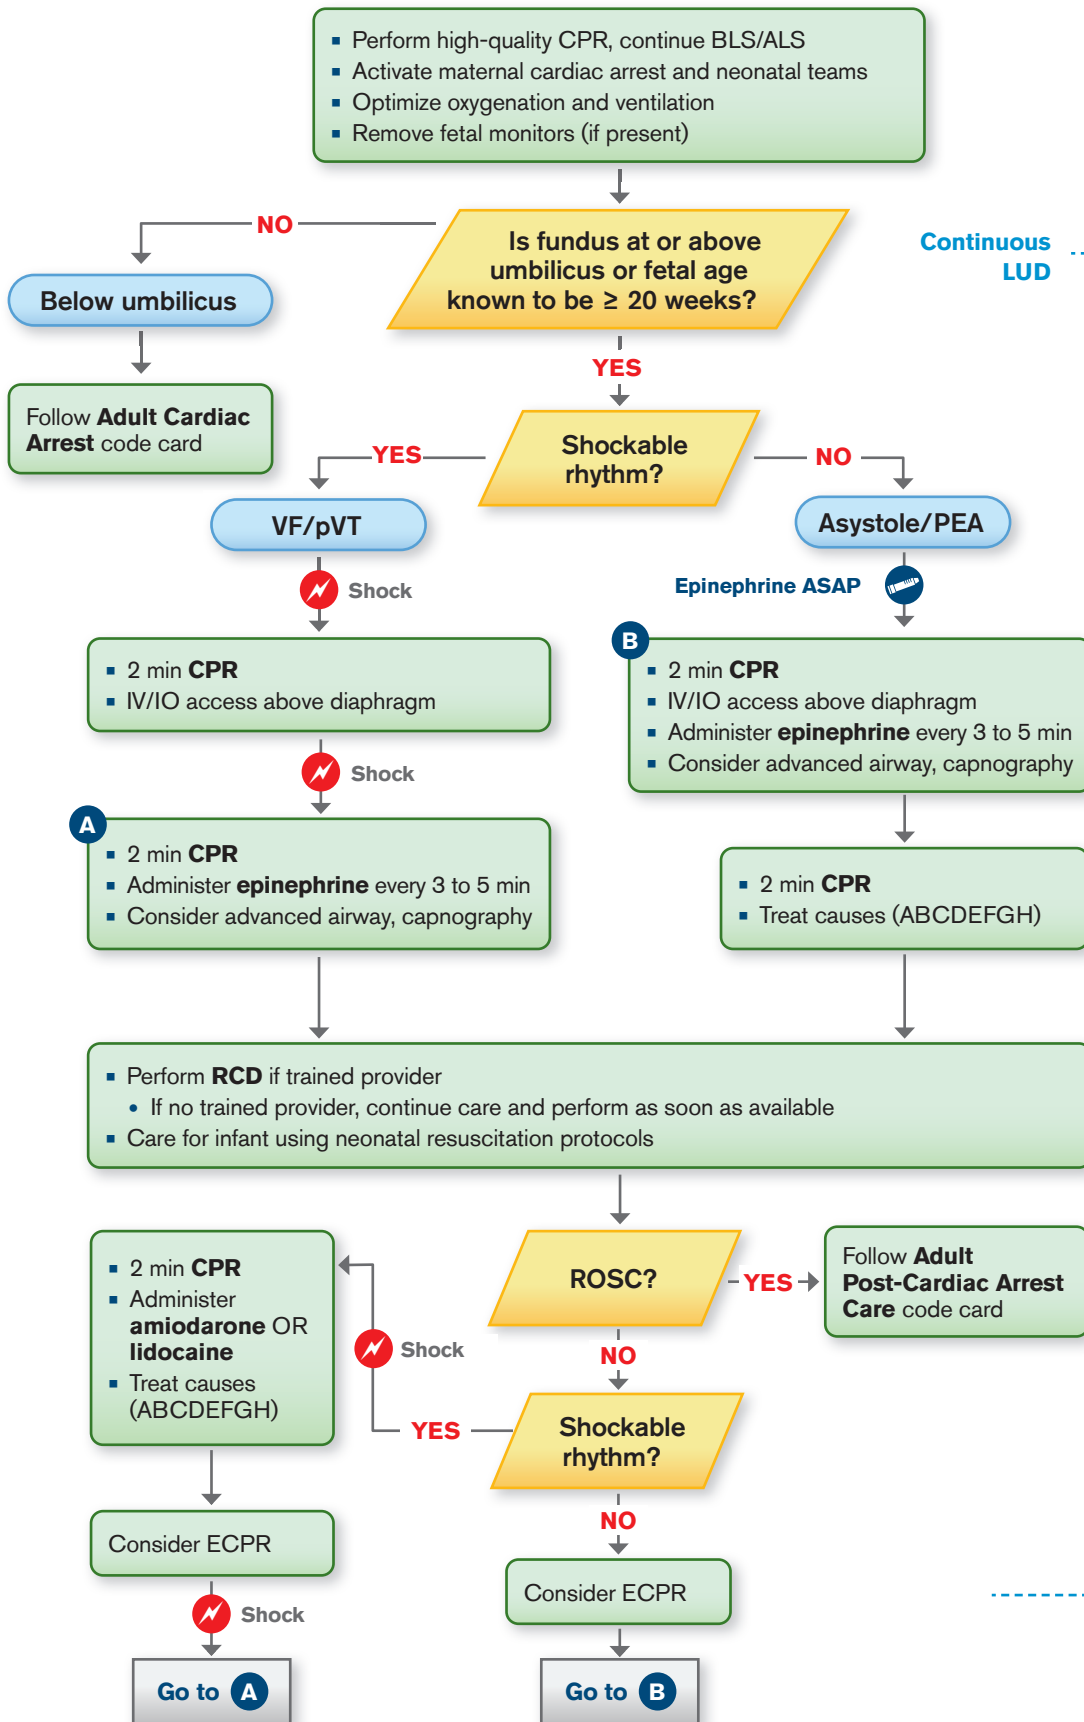 ▪ Perform high-quality CPR, continue BLS/ALS
▪ Activate maternal cardiac arrest and neonatal teams
▪ Optimize oxygenation and ventilation
▪ Remove fetal monitors (if present)
NO
Is fundus at or above
umbilicus or fetal age
known to be ≥ 20 weeks?
Continuous
LUD
Below umbilicus
YES
Follow Adult Cardiac
Arrest code card
YES
Shockable
rhythm?
NO
VF/pVT
Asystole/PEA
Shock
Epinephrine ASAP
▪ 2 min CPR
▪ IV/IO access above diaphragm
B
▪ 2 min CPR
▪ IV/IO access above diaphragm
▪ Administer epinephrine every 3 to 5 min
▪ Consider advanced airway, capnography
Shock
A
▪ 2 min CPR
▪ Administer epinephrine every 3 to 5 min
▪ Consider advanced airway, capnography
▪ 2 min CPR
▪ Treat causes (ABCDEFGH)
▪ Perform RCD if trained provider
• If no trained provider, continue care and perform as soon as available
▪ Care for infant using neonatal resuscitation protocols
▪ 2 min CPR
▪ Administer
amiodarone OR
lidocaine
▪ Treat causes
(ABCDEFGH)
ROSC?
YES
Follow Adult
Post-Cardiac Arrest
Care code card
Shock
NO
YES
Shockable
rhythm?
NO
Consider ECPR
Consider ECPR
Shock
Go to A
Go to B